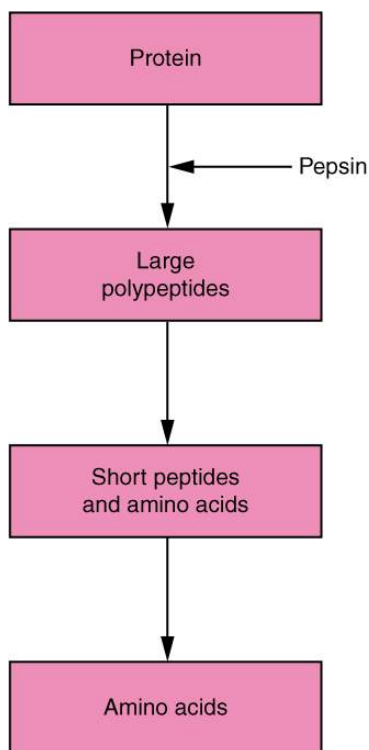 Protein
Pepsin
Large
polypeptides
Short peptides
and amino acids
Amino acids